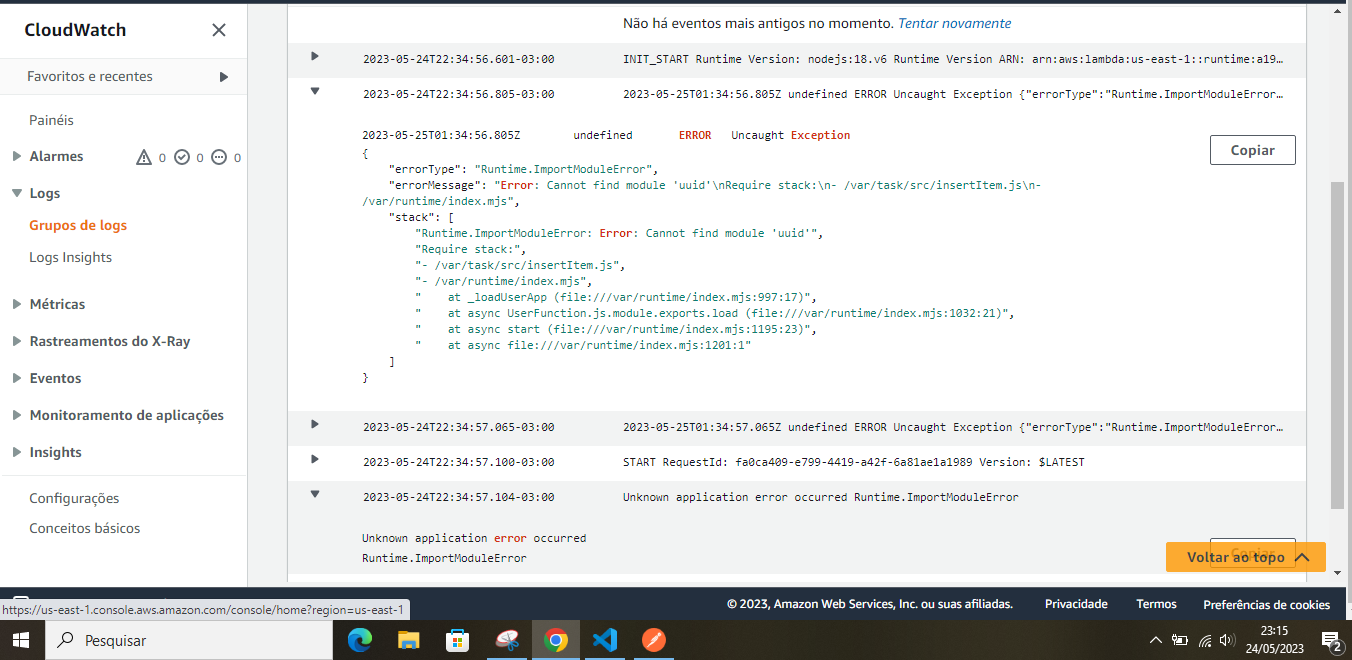 CloudWatch
Favoritos e recentes
Painéis
Alarmes 0 0 0
Logs
Grupos de logs
Logs Insights
Métricas
Rastreamentos do X-Ray
Eventos
Monitoramento de aplicações
Insights
Configurações
Conceitos básicos
Não há eventos mais antigos no momento. Tentar novamente
2023-05-24T22:34:56.601-03:00 INIT_START Runtime Version: nodejs:18.v6 Runtime Version ARN: arn:aws:lambda:us-east-1::runtime:a19…
2023-05-24T22:34:56.805-03:00 2023-05-25T01:34:56.805Z undefined ERROR Uncaught Exception {"errorType":"Runtime.ImportModuleError…
2023-05-25T01:34:56.805Z undefined ERROR Uncaught Exception
Copiar
{
"errorType": "Runtime.ImportModuleError",
"errorMessage": "Error: Cannot find module 'uuid'\nRequire stack:\n- /var/task/src/insertItem.js\n-
/var/runtime/index.mjs",
"stack": [
"Runtime.ImportModuleError: Error: Cannot find module 'uuid'",
"Require stack:",
"- /var/task/src/insertItem.js",
"- /var/runtime/index.mjs",
"    at _loadUserApp (file:///var/runtime/index.mjs:997:17)",
"    at async UserFunction.js.module.exports.load (file:///var/runtime/index.mjs:1032:21)",
"    at async start (file:///var/runtime/index.mjs:1195:23)",
"    at async file:///var/runtime/index.mjs:1201:1"
]
}
2023-05-24T22:34:57.065-03:00 2023-05-25T01:34:57.065Z undefined ERROR Uncaught Exception {"errorType":"Runtime.ImportModuleError…
2023-05-24T22:34:57.100-03:00 START RequestId: fa0ca409-e799-4419-a42f-6a81ae1a1989 Version: $LATEST
2023-05-24T22:34:57.104-03:00 Unknown application error occurred Runtime.ImportModuleError
Unknown application error occurred
Runtime.ImportModuleError
Copiar
Voltar ao topo
https://us-east-1.console.aws.amazon.com/console/home?region=us-east-1
© 2023, Amazon Web Services, Inc. ou suas afiliadas. Privacidade Termos Preferências de cookies
Pesquisar
23:15
24/05/2023
2